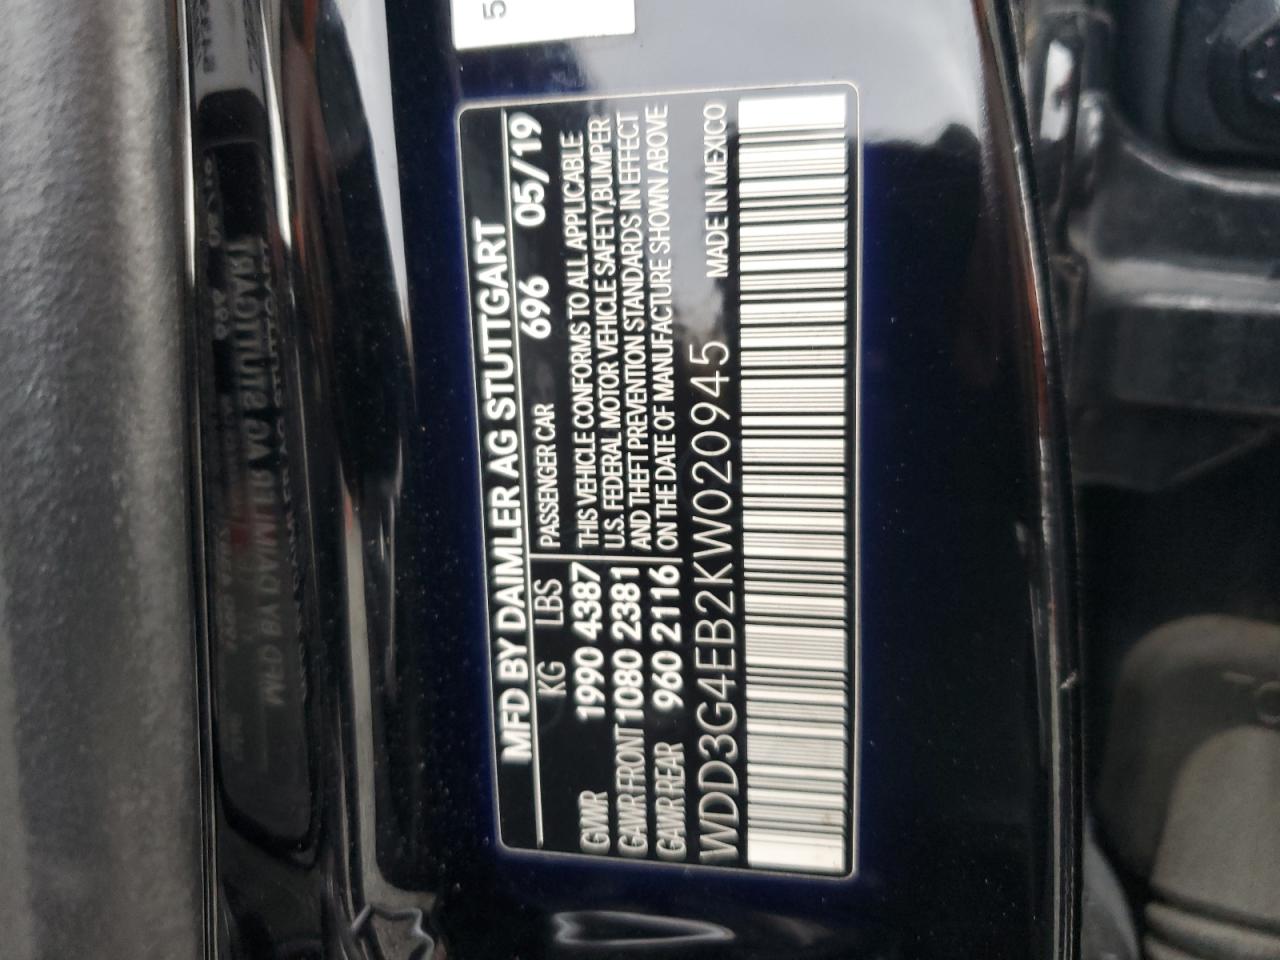 5
MFD BY DAIMLER AG STUTTGART
KG LBS PASSENGER CAR 696 05/19
GVWR 1990 4387 THIS VEHICLE CONFORMS TO ALL APPLICABLE
GAWR FRONT 1080 2381 U.S. FEDERAL MOTOR VEHICLE SAFETY,BUMPER
AND THEFT PREVENTION STANDARDS IN EFFECT
GAWR REAR 960 2116 ON THE DATE OF MANUFACTURE SHOWN ABOVE
WDD3G4EB2KW020945 MADE IN MEXICO